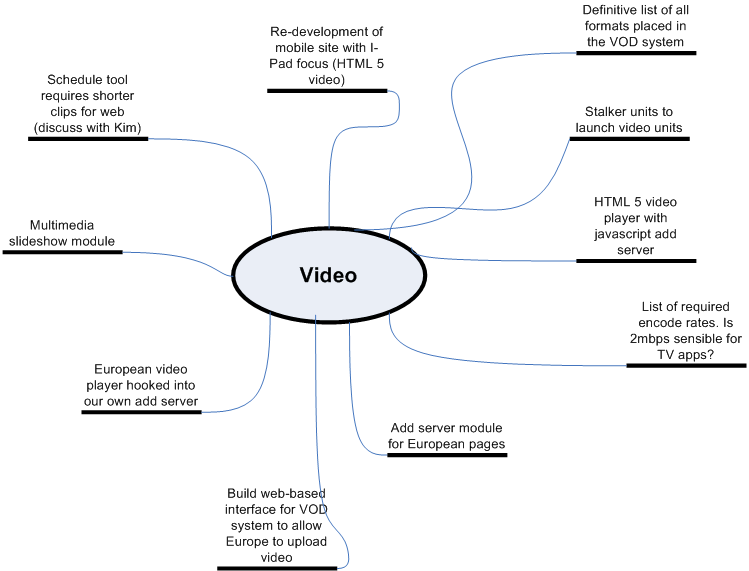 Definitive list of all
formats placed in
the VOD system
Re-development of
mobile site with I-
Pad focus (HTML 5
video)
Schedule tool
requires shorter
clips for web
(discuss with Kim)
Stalker units to
launch video units
HTML 5 video
player with
javascript add
server
Multimedia
slideshow module
Video
List of required
encode rates. Is
2mbps sensible for
TV apps?
European video
player hooked into
our own add server
Add server module
for European pages
Build web-based
interface for VOD
system to allow
Europe to upload
video